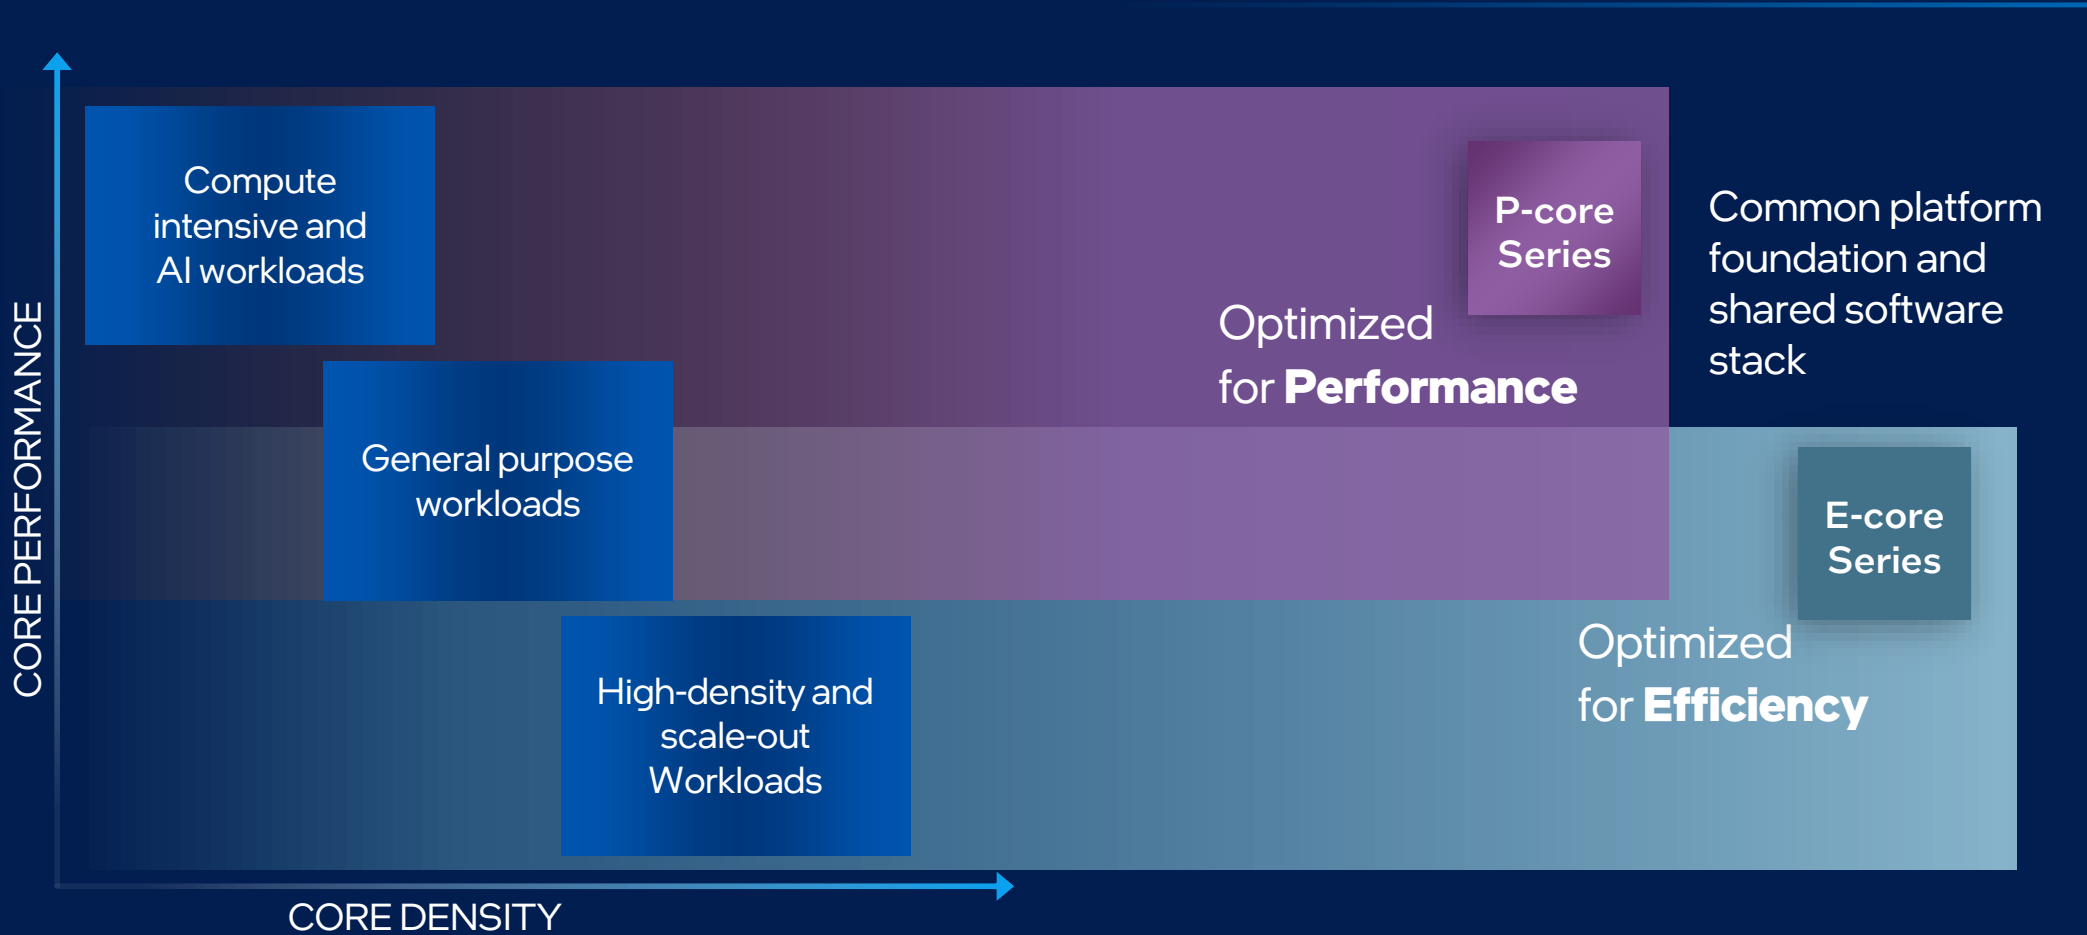 CORE PERFORMANCE
Compute
intensive and
AI workloads
General purpose
workloads
High-density and
scale-out
Workloads
Optimized
for Performance
P-core
Series
Common platform
foundation and
shared software
stack
E-core
Series
Optimized
for Efficiency
CORE DENSITY